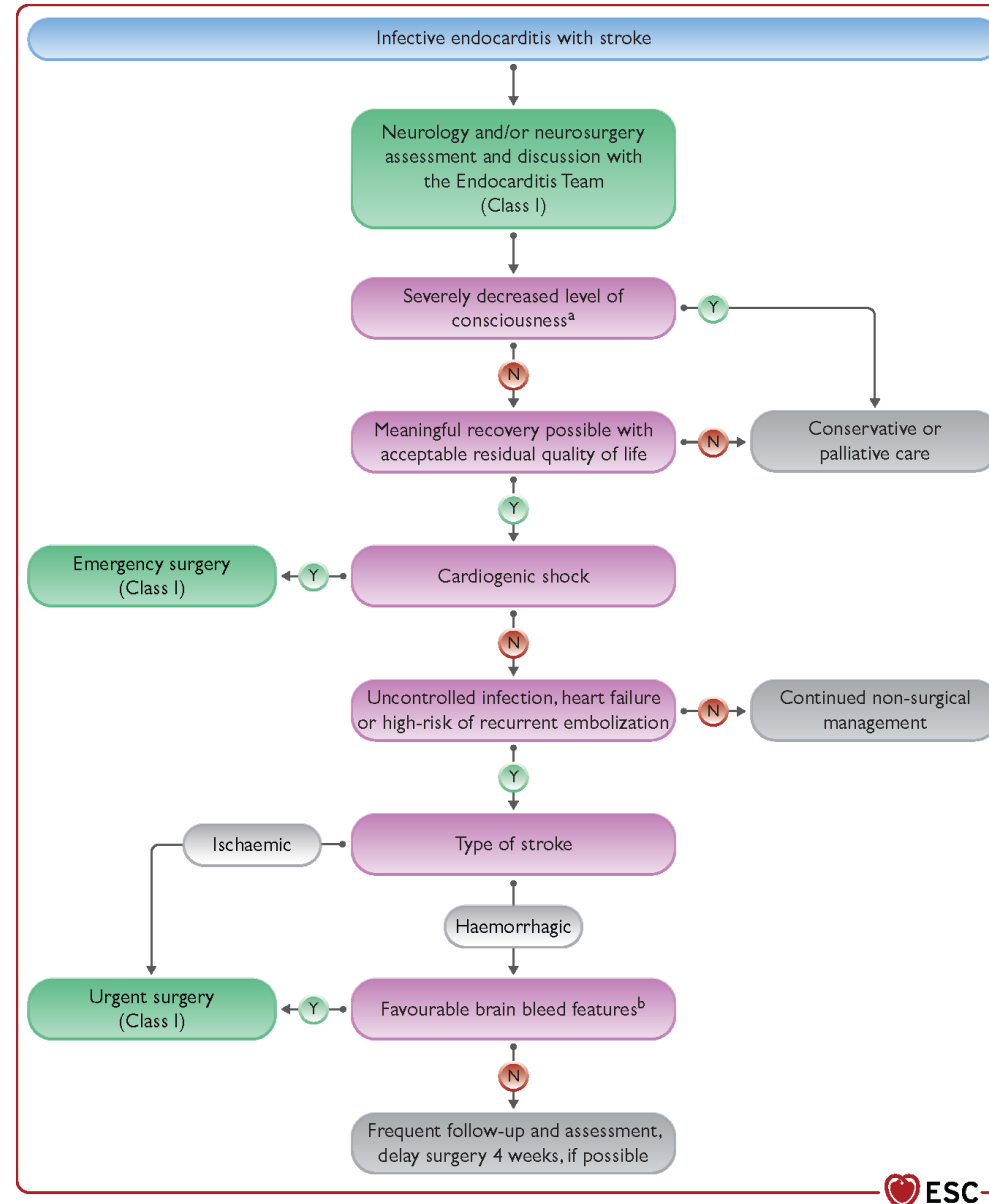 Infective endocarditis with stroke
Neurology and/or neurosurgery
assessment and discussion with
the Endocarditis Team
(Class I)
Severely decreased level of
consciousnessᵃ
Y
N
Meaningful recovery possible with
acceptable residual quality of life
N
Conservative or
palliative care
Y
Emergency surgery
(Class I)
Y
Cardiogenic shock
N
Uncontrolled infection, heart failure
or high-risk of recurrent embolization
N
Continued non-surgical
management
Y
Ischaemic
Type of stroke
Haemorrhagic
Urgent surgery
(Class I)
Y
Favourable brain bleed featuresᵇ
N
Frequent follow-up and assessment,
delay surgery 4 weeks, if possible
ESC